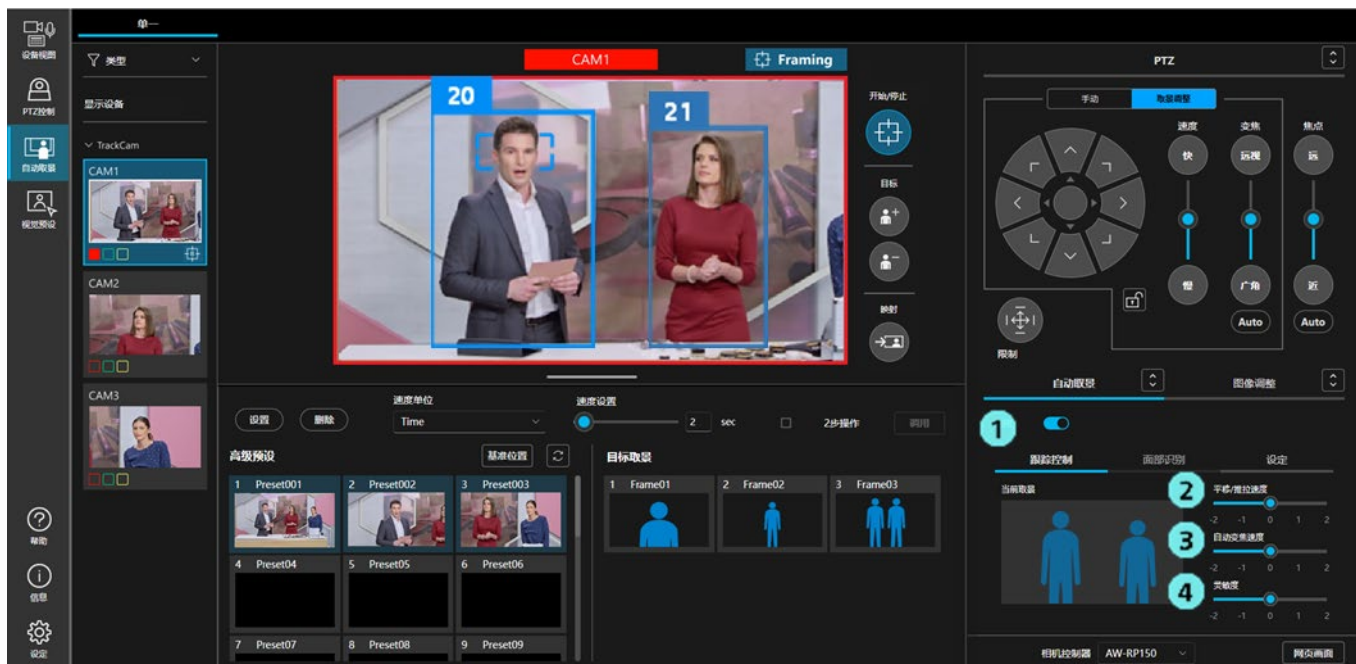 单一
设备视图
PTZ控制
自动取景
视觉预设
帮助
信息
设定
类型
显示设备
TrackCam
CAM1
CAM2
CAM3
CAM1
Framing
20
21
开始/停止
目标
映射
设置
删除
速度单位
Time
速度设置
2 sec
2步操作
调用
高级预设
基准位置
1 Preset001
2 Preset002
3 Preset003
4 Preset04
5 Preset05
6 Preset06
7 Preset07
8 Preset08
9 Preset09
目标取景
1 Frame01
2 Frame02
3 Frame03
PTZ
手动
取景调整
速度 变焦 焦点
快 远视 远
慢 广角 近
Auto Auto
限制
自动取景
图像调整
1
跟踪控制 面部识别 设定
当前取景
2 平移/推拉速度
-2 -1 0 1 2
3 自动变焦速度
-2 -1 0 1 2
4 灵敏度
-2 -1 0 1 2
相机控制器 AW-RP150 网页画面